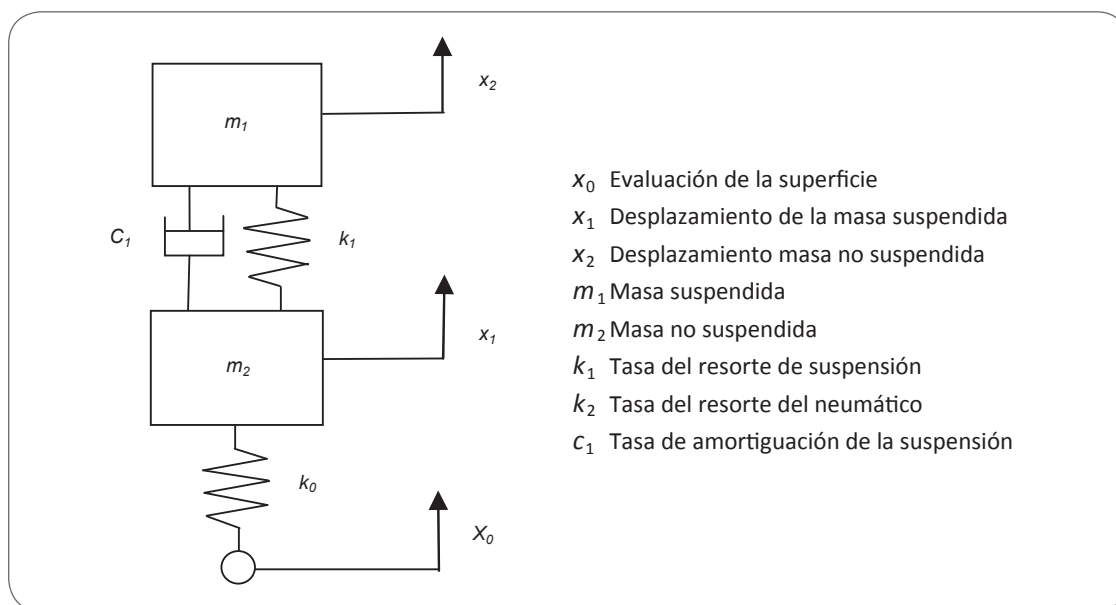 x2
m1
C1
k1
x1
m2
k0
X0
x0 Evaluación de la superficie
x1 Desplazamiento de la masa suspendida
x2 Desplazamiento masa no suspendida
m1 Masa suspendida
m2 Masa no suspendida
k1 Tasa del resorte de suspensión
k2 Tasa del resorte del neumático
c1 Tasa de amortiguación de la suspensión